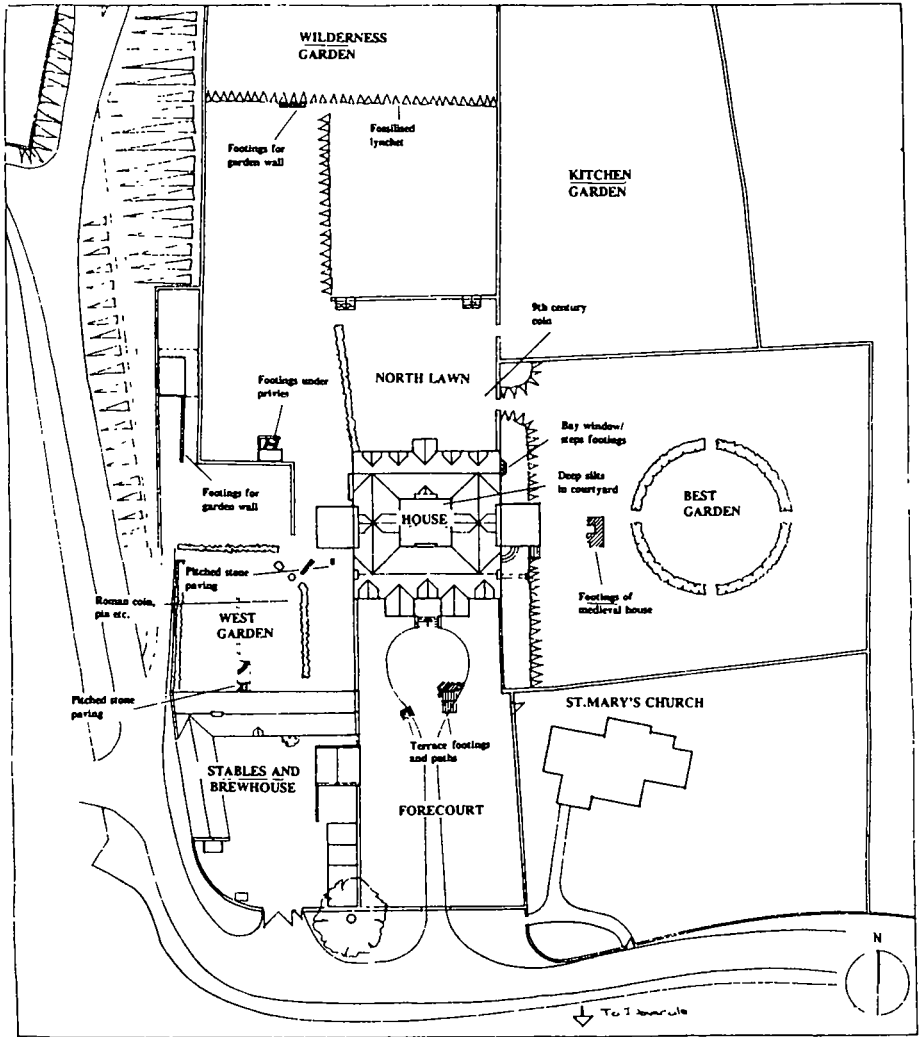 WILDERNESS
GARDEN
Footings for
garden wall
Fossilised
lynchet
KITCHEN
GARDEN
9th century
coin
NORTH LAWN
Footings under
privies
Bay window/
steps footings
Deep silts
in courtyard
Footings for
garden wall
HOUSE
BEST
GARDEN
Pitched stone
paving
Footings of
medieval house
Roman coin,
pin etc.
WEST
GARDEN
Pitched stone
paving
ST.MARY'S CHURCH
Terrace footings
and paths
STABLES AND
BREWHOUSE
FORECOURT
N
To